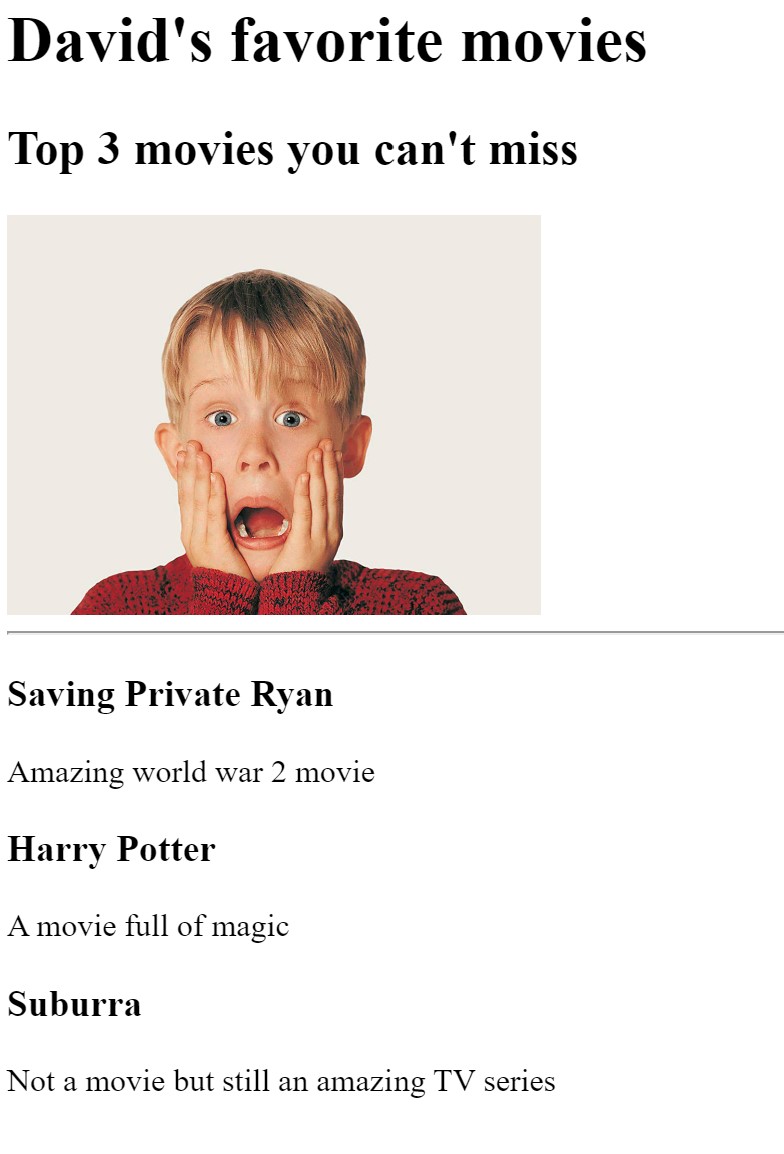 David's favorite movies
Top 3 movies you can't miss
Saving Private Ryan
Amazing world war 2 movie
Harry Potter
A movie full of magic
Suburra
Not a movie but still an amazing TV series